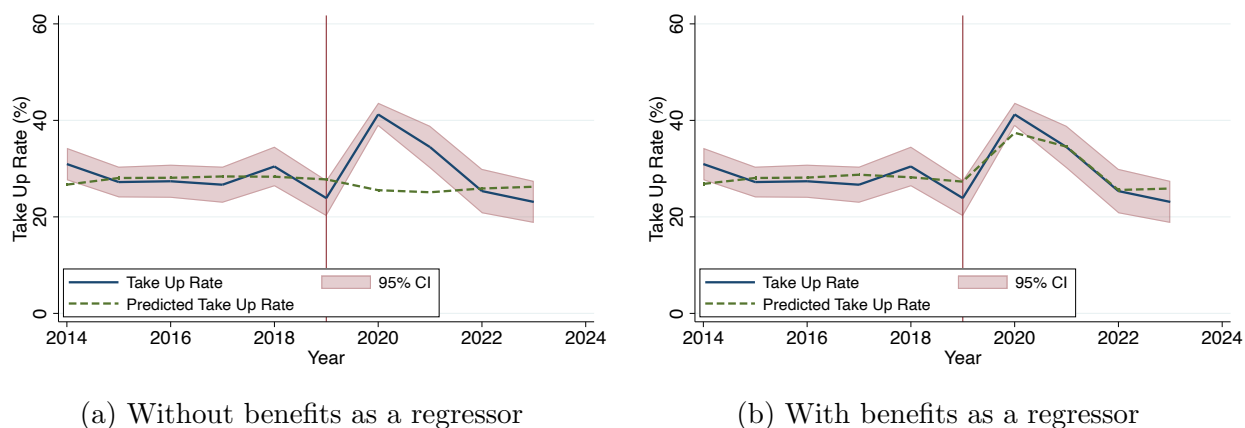 Take Up Rate (%)
60
40
20
0
Take Up Rate
95% CI
Predicted Take Up Rate
2014 2016 2018 2020 2022 2024
Year
(a) Without benefits as a regressor
Take Up Rate (%)
60
40
20
0
Take Up Rate
95% CI
Predicted Take Up Rate
2014 2016 2018 2020 2022 2024
Year
(b) With benefits as a regressor